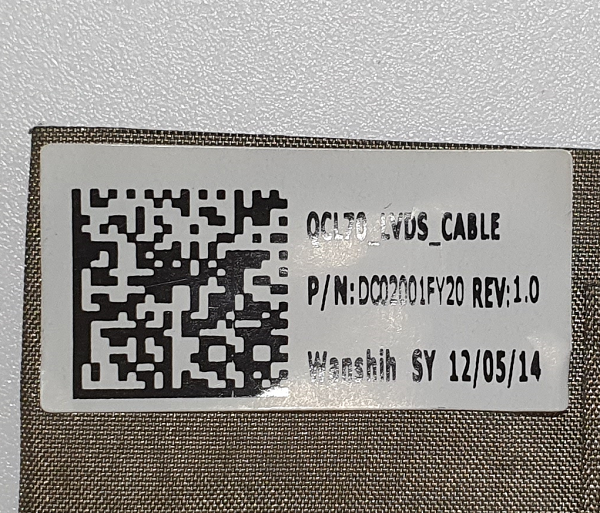 QCL70_LVDS_CABLE
P/N:DC02001FY20 REV:1.0
Wanshih SY 12/05/14